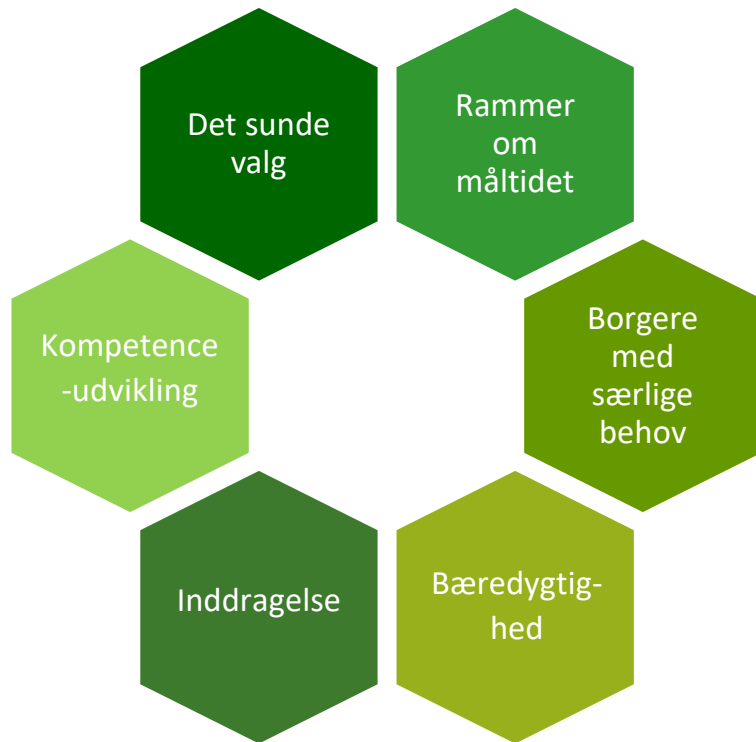 Det sunde
valg
Rammer
om
måltidet
Kompetence
-udvikling
Borgere
med
særlige
behov
Inddragelse
Bæredygtig-
hed